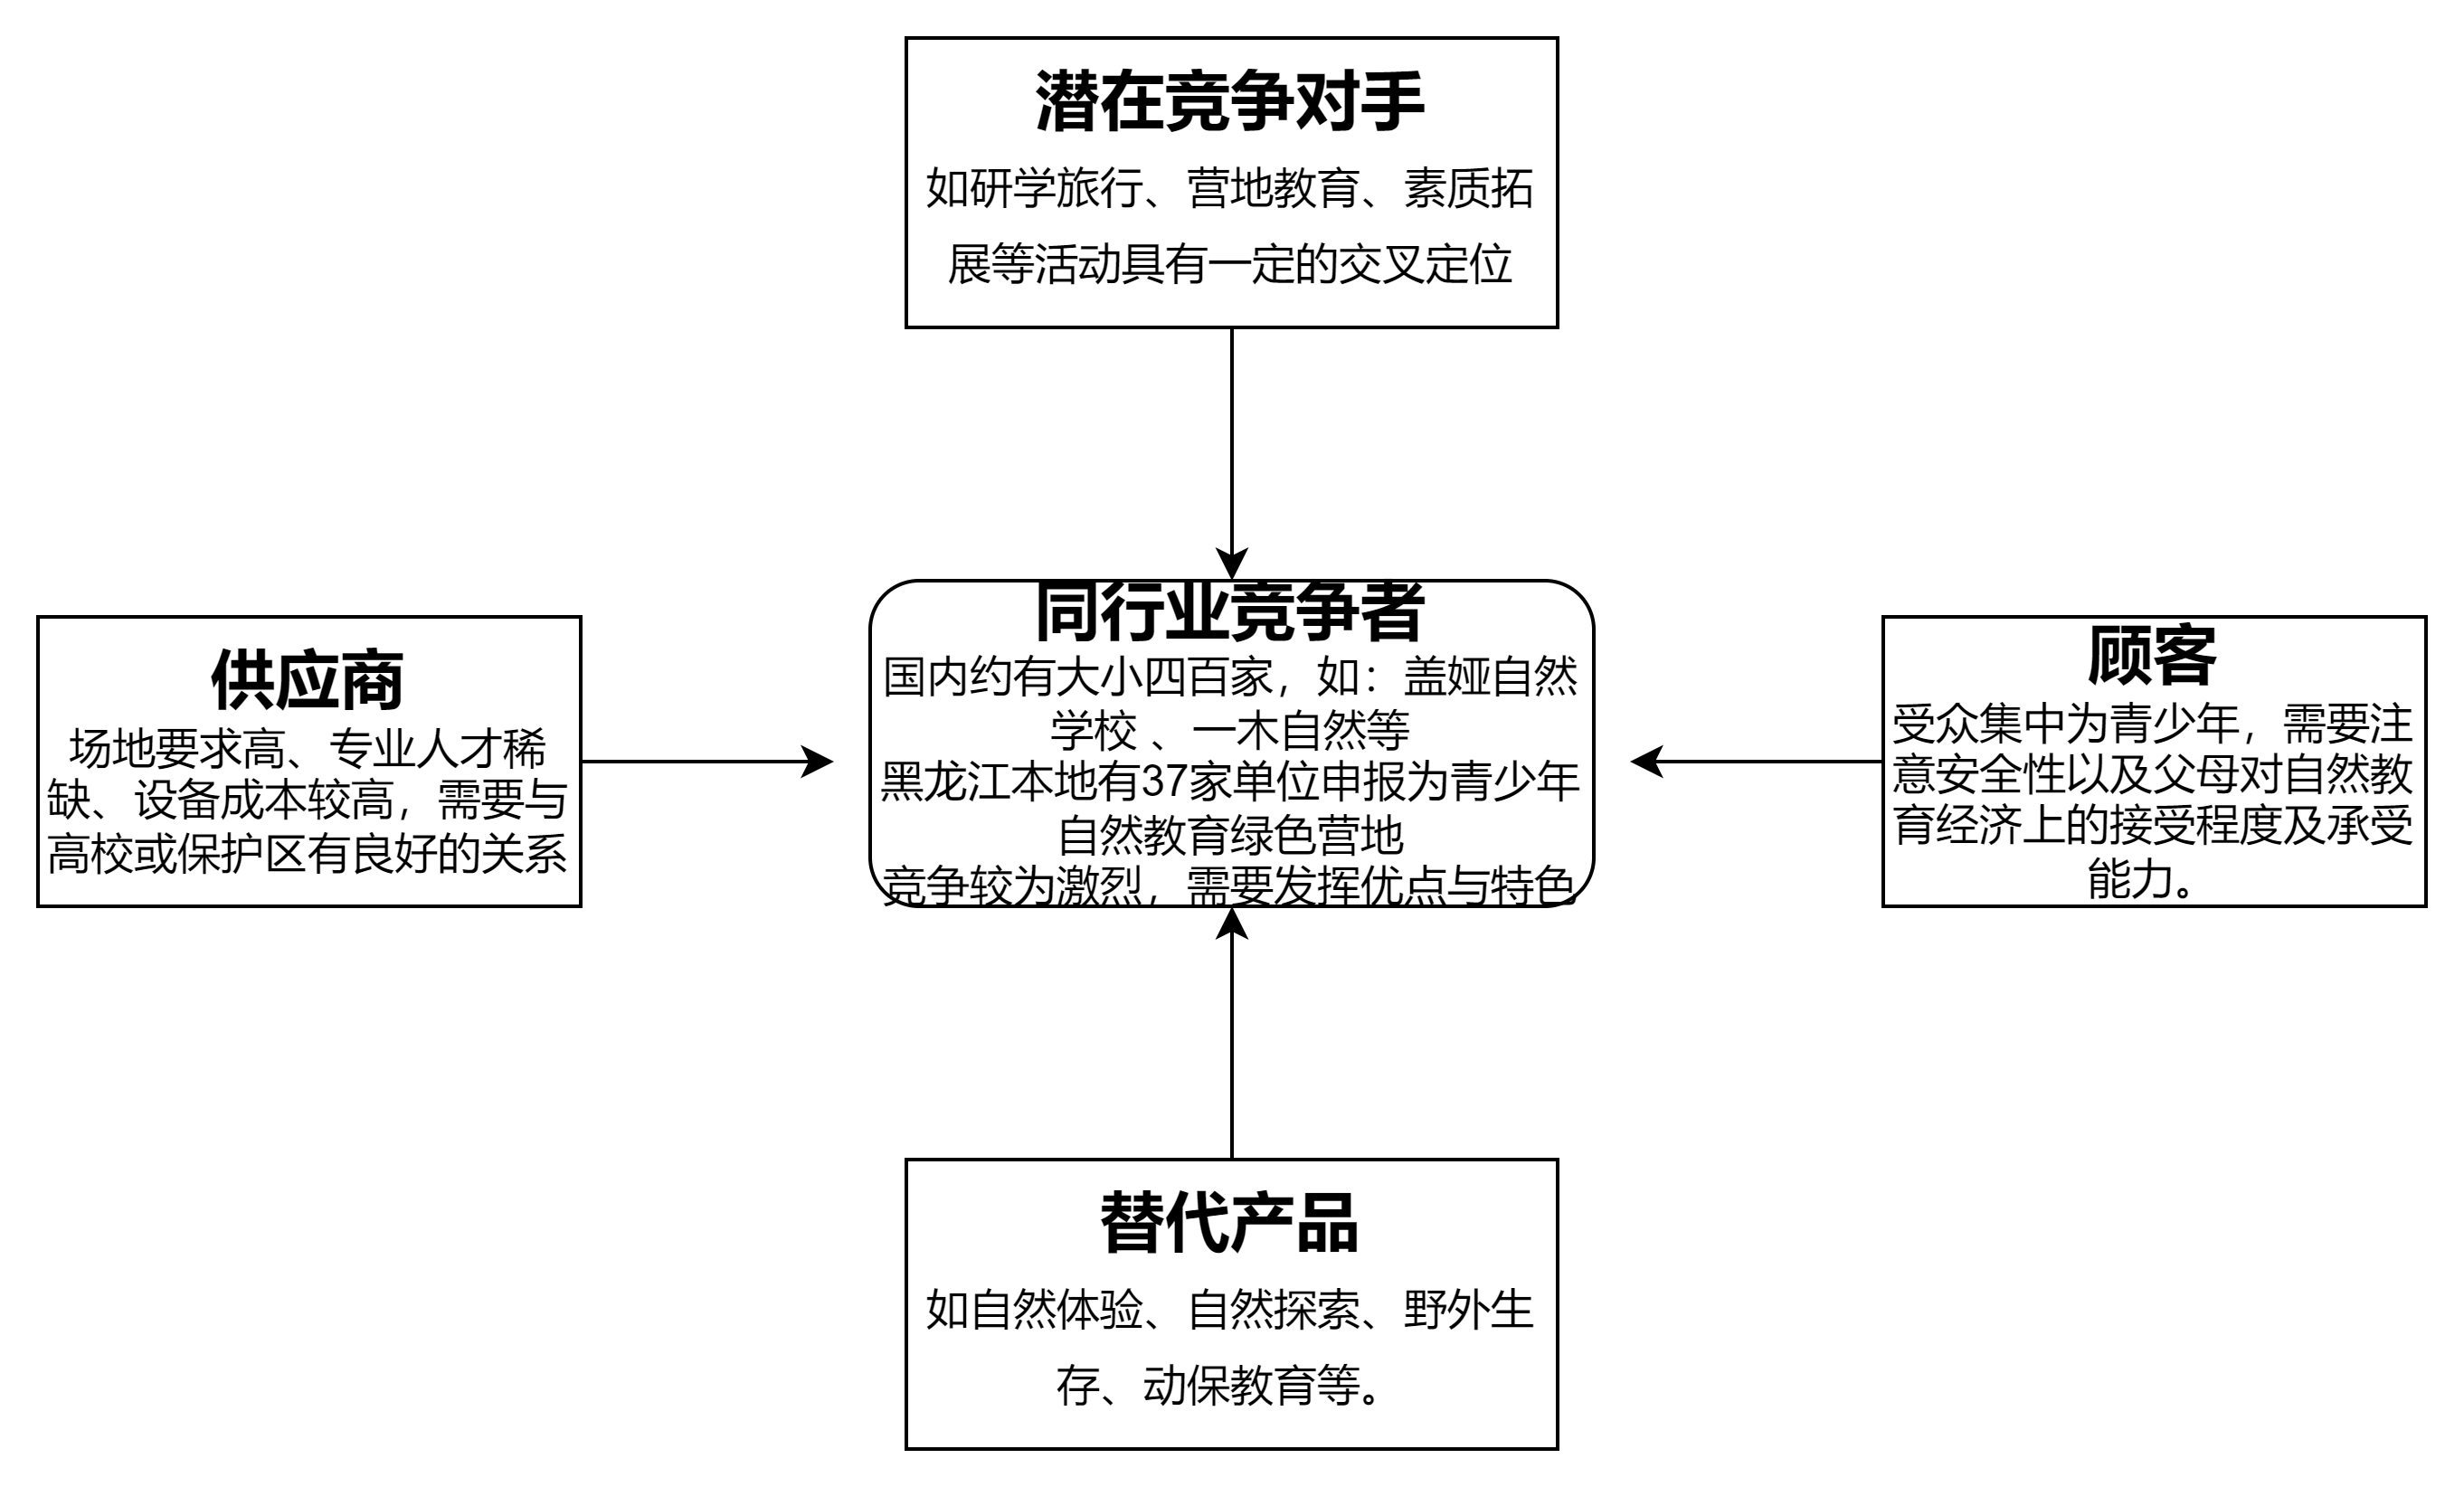 潜在竞争对手
如研学旅行、营地教育、素质拓
展等活动具有一定的交叉定位
供应商
场地要求高、专业人才稀
缺、设备成本较高，需要与
高校或保护区有良好的关系
同行业竞争者
国内约有大小四百家，如：盖娅自然
学校 、一木自然等
黑龙江本地有37家单位申报为青少年
自然教育绿色营地
竞争较为激烈，需要发挥优点与特色
顾客
受众集中为青少年，需要注
意安全性以及父母对自然教
育经济上的接受程度及承受
能力。
替代产品
如自然体验、自然探索、野外生
存、动保教育等。